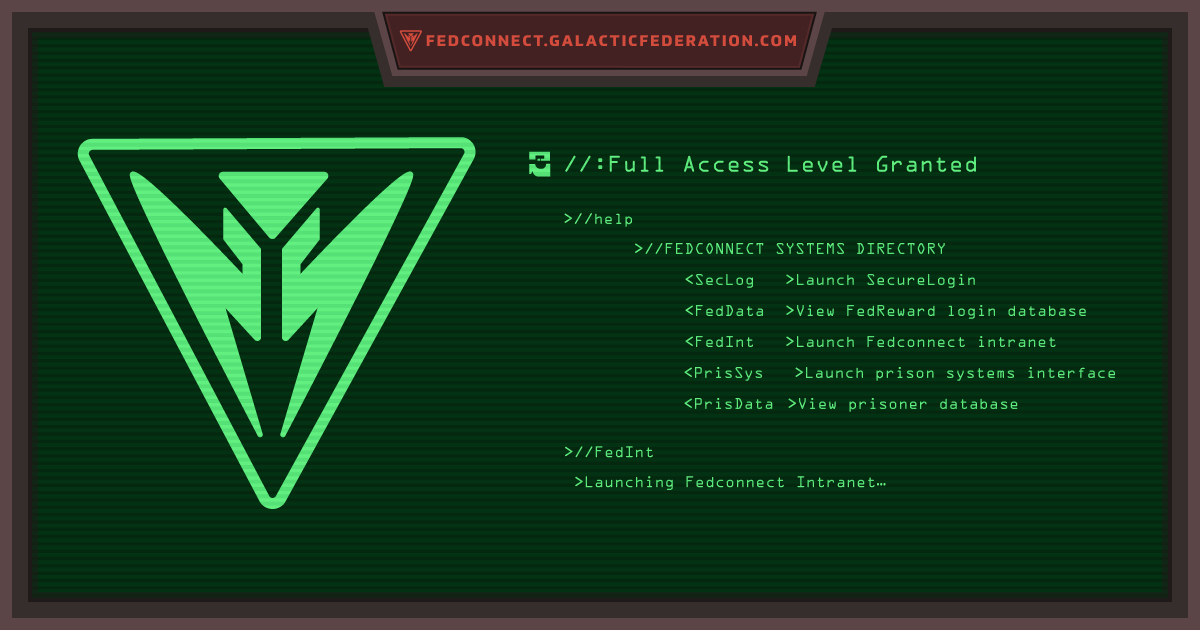 FEDCONNECT.GALACTICFEDERATION.COM
//:Full Access Level Granted
>//help
>//FEDCONNECT SYSTEMS DIRECTORY
<SecLog >Launch SecureLogin
<FedData >View FedReward login database
<FedInt >Launch Fedconnect intranet
<PrisSys >Launch prison systems interface
<PrisData >View prisoner database
>//FedInt
>Launching Fedconnect Intranet…